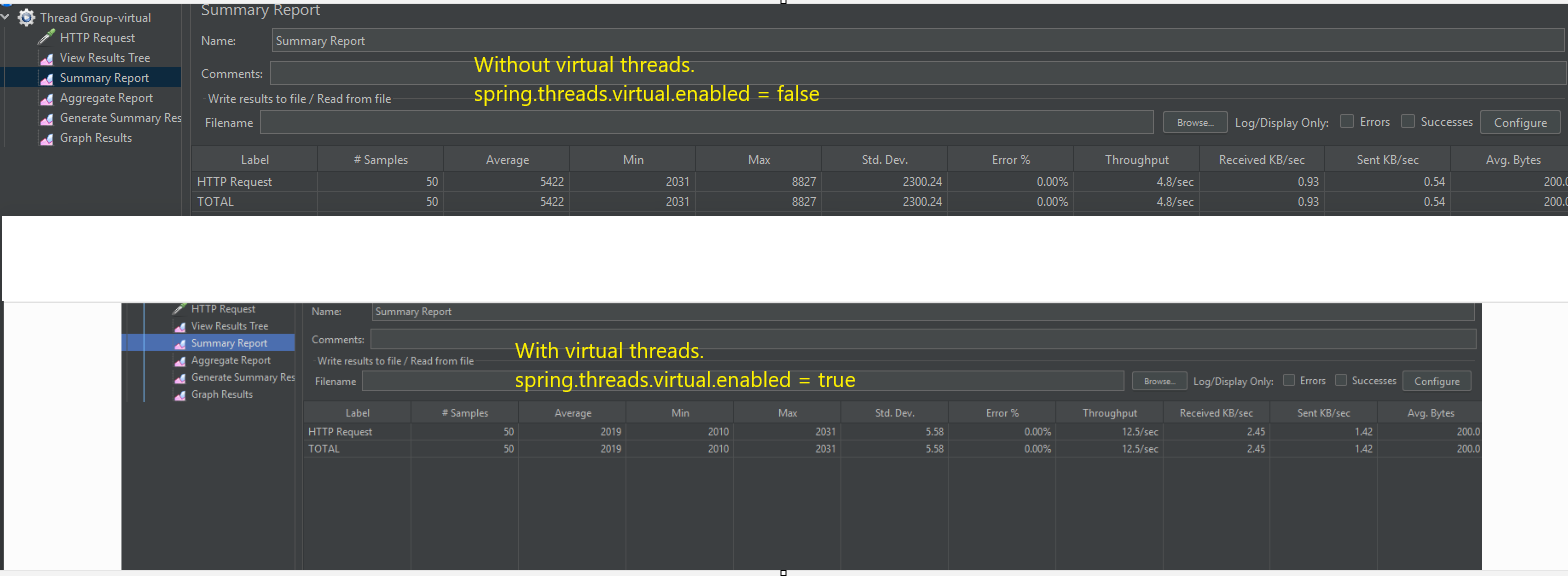 Thread Group-virtual
HTTP Request
View Results Tree
Summary Report
Aggregate Report
Generate Summary Res
Graph Results
Summary Report
Name: Summary Report
Comments:
Without virtual threads.
spring.threads.virtual.enabled = false
Write results to file / Read from file
Filename Browse... Log/Display Only: Errors Successes Configure
Label # Samples Average Min Max Std. Dev. Error % Throughput Received KB/sec Sent KB/sec Avg. Bytes
HTTP Request 50 5422 2031 8827 2300.24 0.00% 4.8/sec 0.93 0.54 200.0
TOTAL 50 5422 2031 8827 2300.24 0.00% 4.8/sec 0.93 0.54 200.0
HTTP Request
View Results Tree
Summary Report
Aggregate Report
Generate Summary Res
Graph Results
Name: Summary Report
Comments:
With virtual threads.
spring.threads.virtual.enabled = true
Write results to file / Read from file
Filename Browse... Log/Display Only: Errors Successes Configure
Label # Samples Average Min Max Std. Dev. Error % Throughput Received KB/sec Sent KB/sec Avg. Bytes
HTTP Request 50 2019 2010 2031 5.58 0.00% 12.5/sec 2.45 1.42 200.0
TOTAL 50 2019 2010 2031 5.58 0.00% 12.5/sec 2.45 1.42 200.0